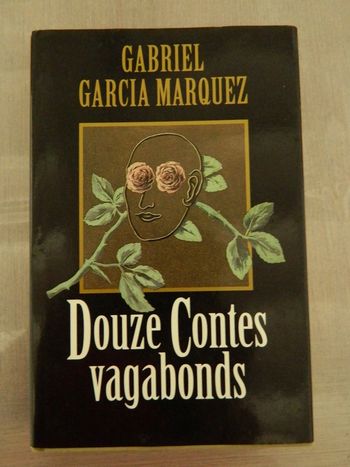 GABRIEL
GARCIA MARQUEZ
Douze Contes
vagabonds